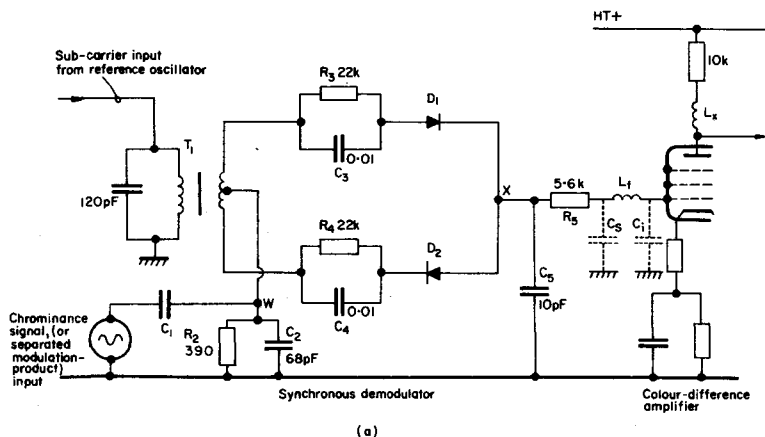 HT+
Sub-carrier input
from reference oscillator
10k
Lx
R3 22k
D1
C3
0·01
T1
120pF
X
5·6k
R5
Lf
Cs
Ci
R4 22k
D2
C4
0·01
C5
10pF
W
C1
Chrominance
signal,(or
separated
modulation-
product)
input
R2
390
C2
68pF
Synchronous demodulator
Colour-difference
amplifier
(a)